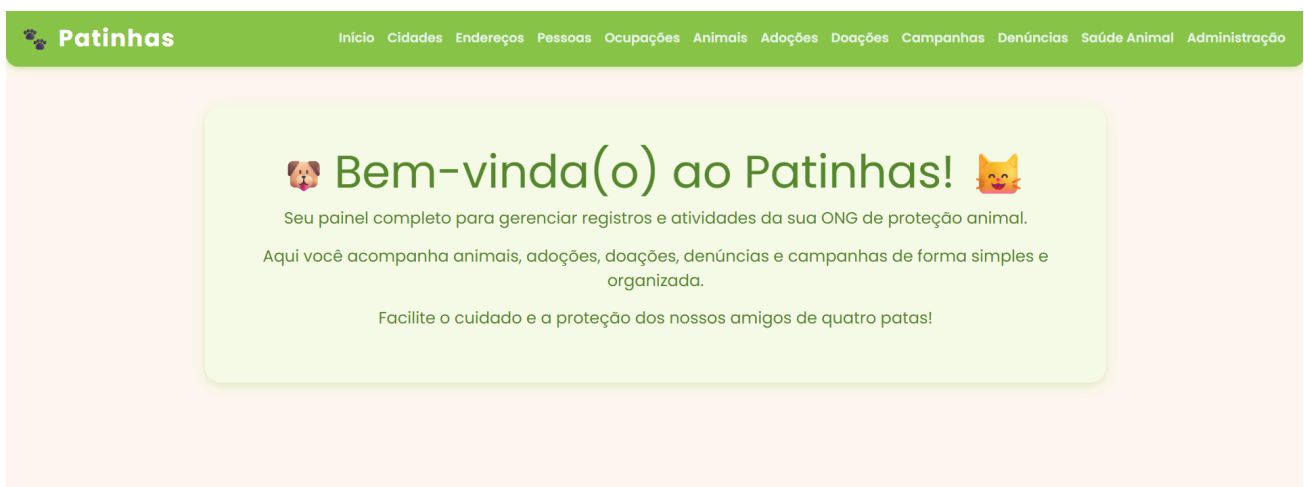 🐾 Patinhas
Início Cidades Endereços Pessoas Ocupações Animais Adoções Doações Campanhas Denúncias Saúde Animal Administração
🐶 Bem-vinda(o) ao Patinhas! 😸
Seu painel completo para gerenciar registros e atividades da sua ONG de proteção animal.
Aqui você acompanha animais, adoções, doações, denúncias e campanhas de forma simples e
organizada.
Facilite o cuidado e a proteção dos nossos amigos de quatro patas!